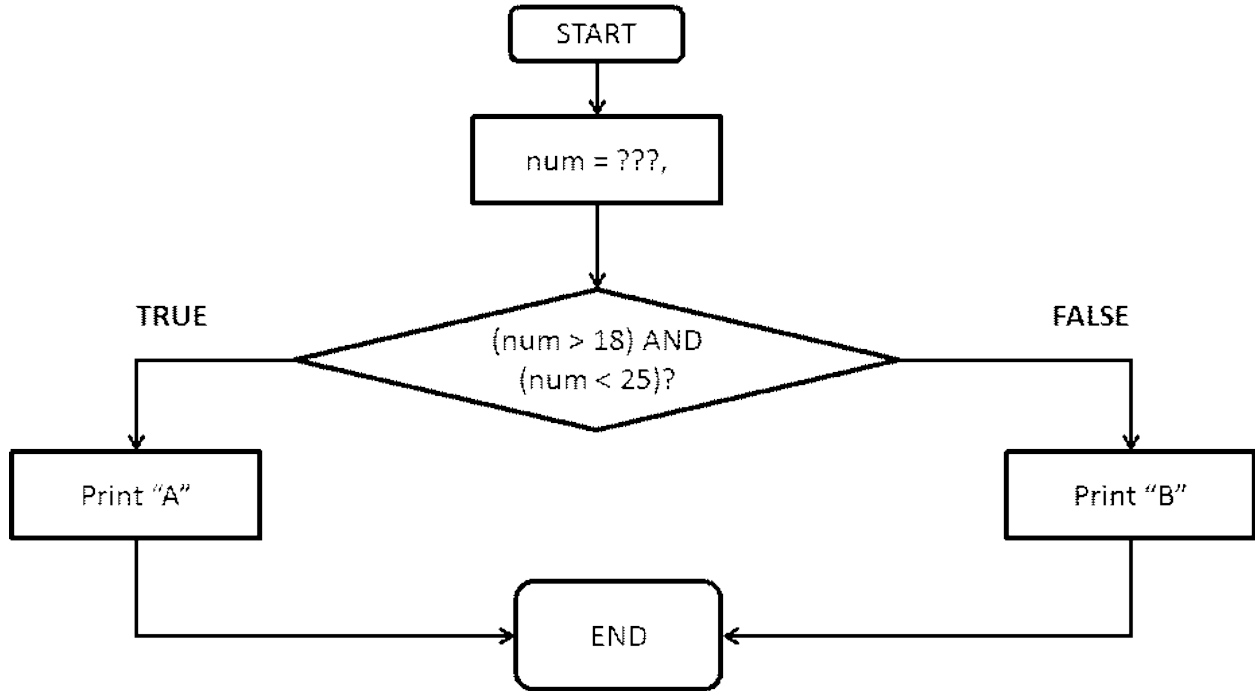 START
num = ???,
TRUE
FALSE
(num > 18) AND
(num < 25)?
Print “A”
Print “B”
END